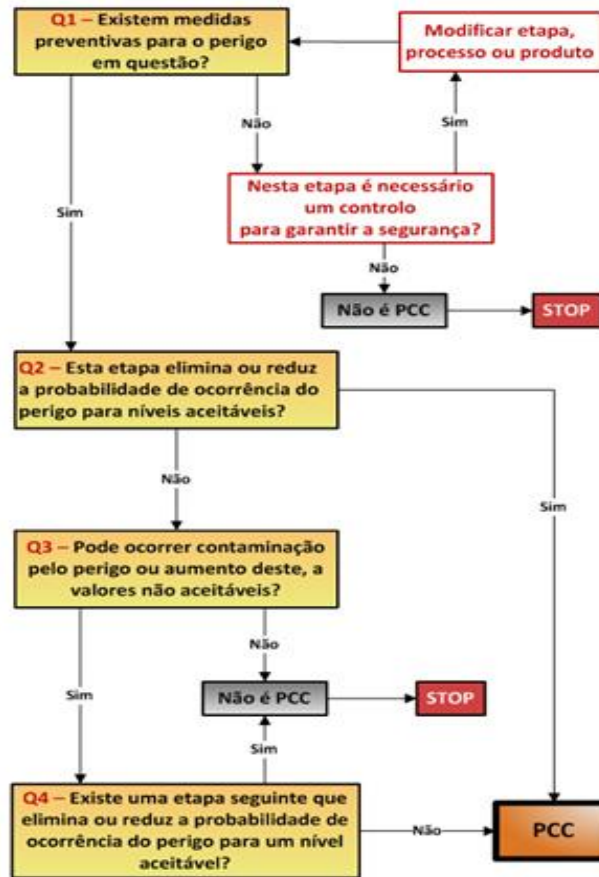 Q1 – Existem medidas
preventivas para o perigo
em questão?
Modificar etapa,
processo ou produto
Não
Sim
Sim
Nesta etapa é necessário
um controlo
para garantir a segurança?
Não
Não é PCC
STOP
Q2 – Esta etapa elimina ou reduz
a probabilidade de ocorrência do
perigo para níveis aceitáveis?
Não
Sim
Q3 – Pode ocorrer contaminação
pelo perigo ou aumento deste, a
valores não aceitáveis?
Não
Sim
Não é PCC
STOP
Sim
Q4 – Existe uma etapa seguinte que
elimina ou reduz a probabilidade de
ocorrência do perigo para um nível
aceitável?
Não
PCC